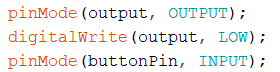 pinMode(output, OUTPUT);
digitalWrite(output, LOW);
pinMode(buttonPin, INPUT);